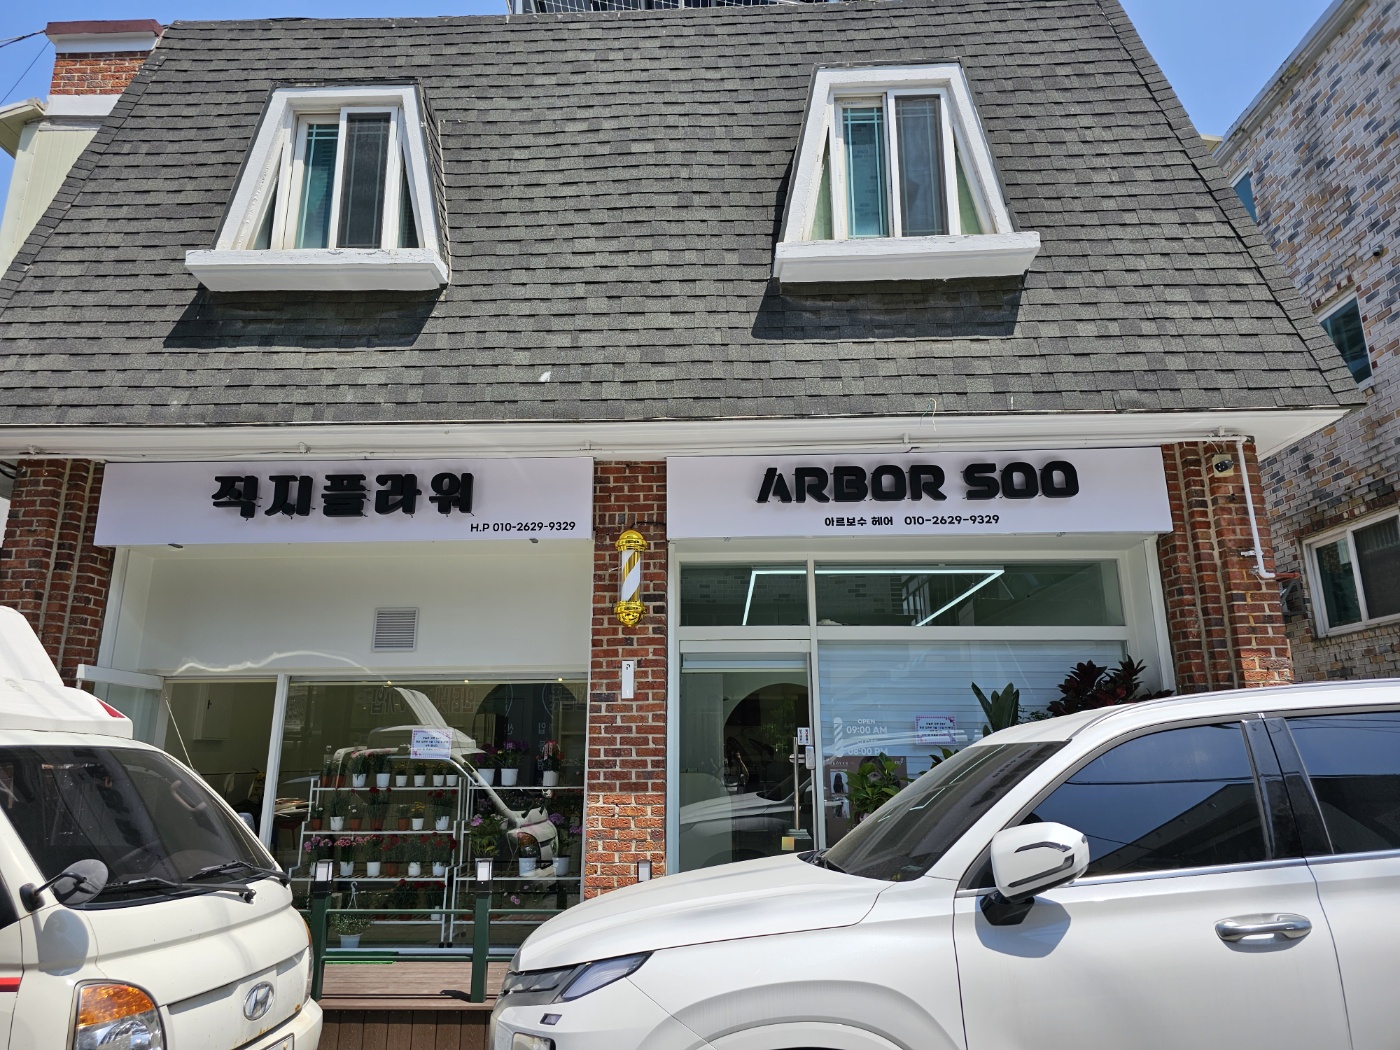 직지플라워
H.P 010-2629-9329
ARBOR SOO
아르보수 헤어 010-2629-9329
OPEN
09:00 AM
08:00 PM